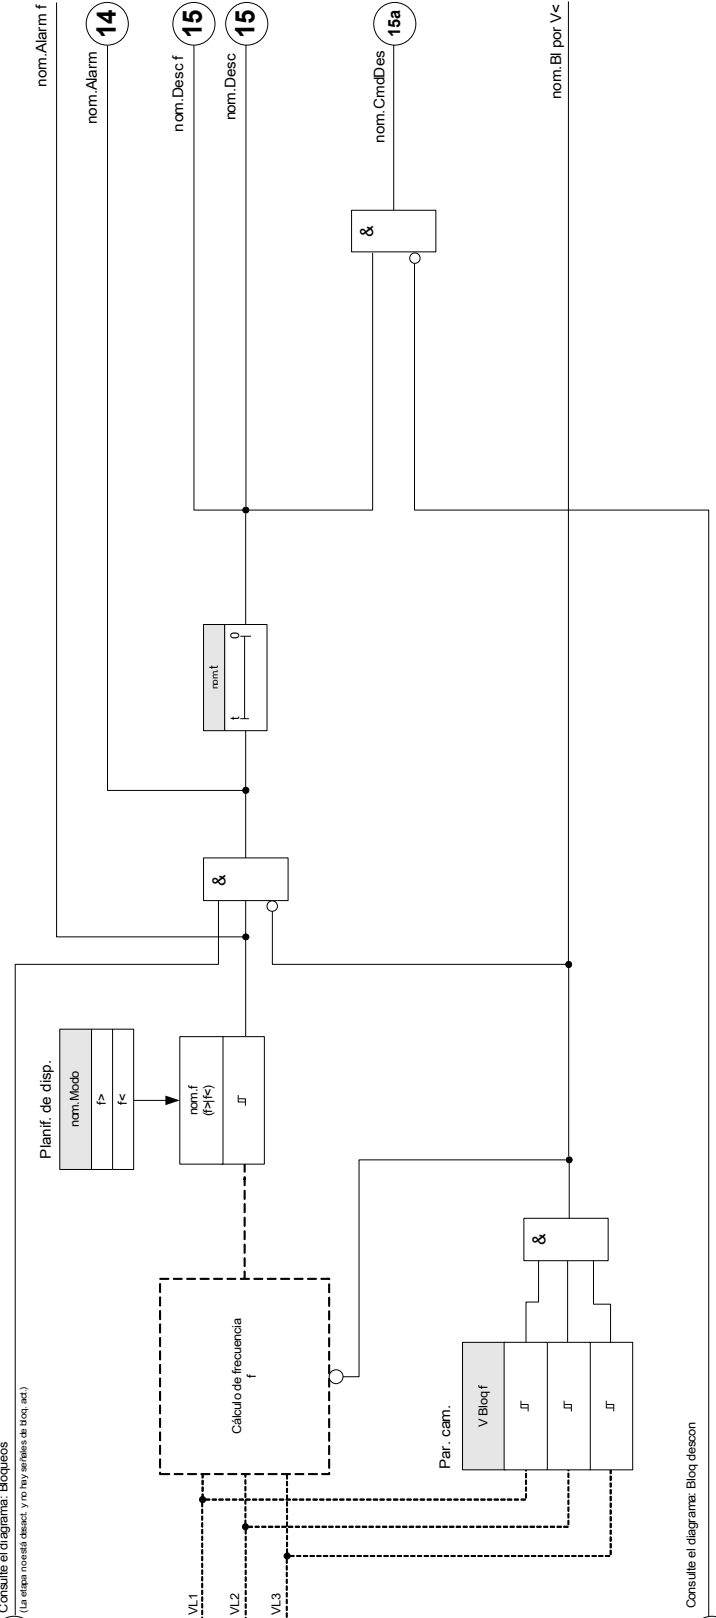 Consulte el diagrama: Bloqueos
(La etapa no está desact. y no hay señales de bloq. act.)
nom.Alarm f
14
nom.Alarm
15
nom.Desc f
15
nom.Desc
15a
nom.CmdDes
nom.Bl por V<
&
nom.t
t
0
&
Planif. de disp.
nom.Modo
f>
f<
nom.f
(f>|f<)
Cálculo de frecuencia
f
VL1
VL2
VL3
&
Par. cam.
V Bloq f
Consulte el diagrama: Bloq descon